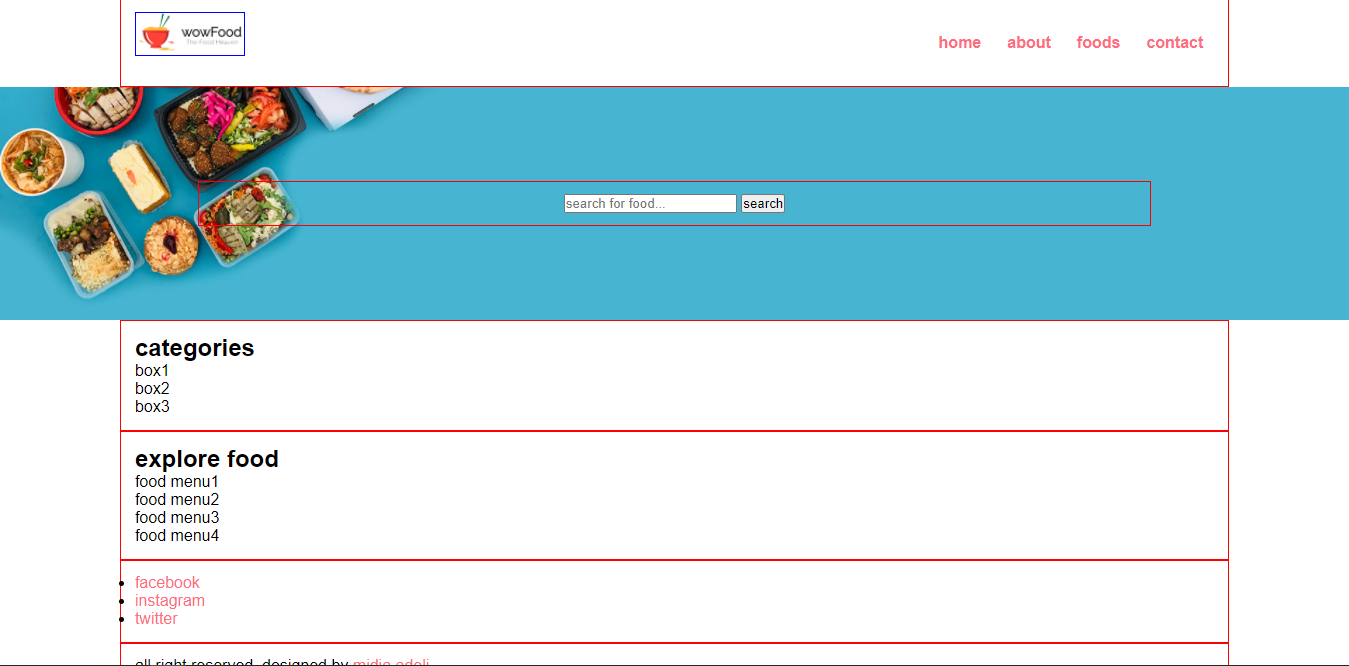 wowFood
The Food Heaven
home about foods contact
search for food... search
categories
box1
box2
box3
explore food
food menu1
food menu2
food menu3
food menu4
facebook
instagram
twitter
all right reserved. designed by